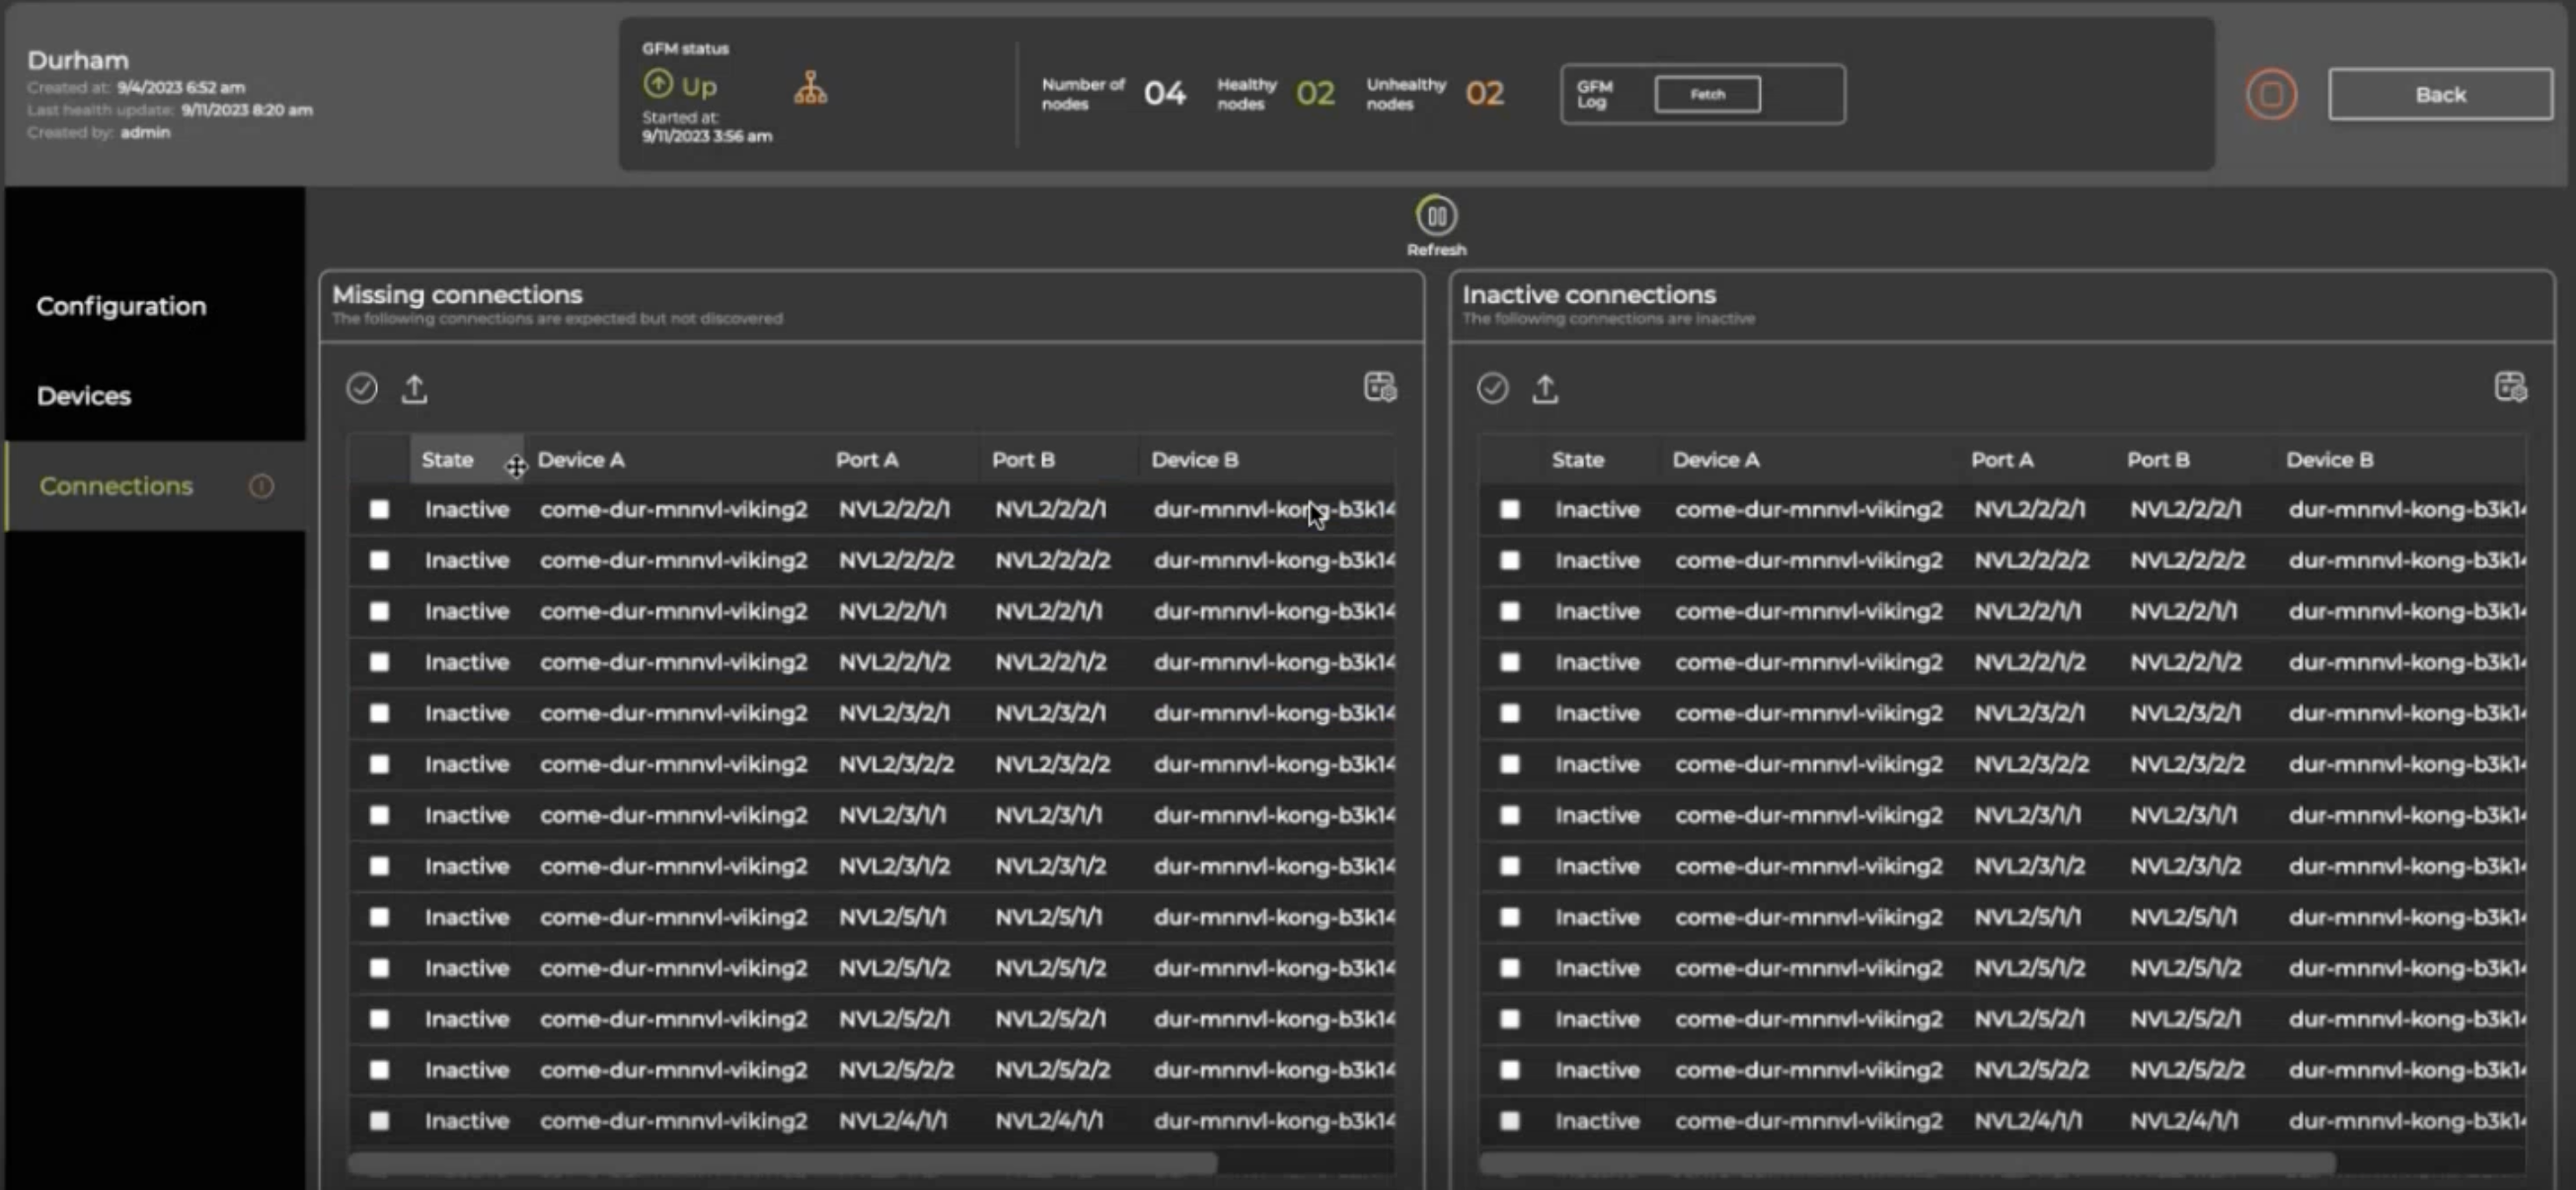 Durham
Created at: 9/4/2023 6:52 am
Last health update: 9/11/2023 8:20 am
Created by: admin
GFM status
Up
Started at:
9/11/2023 3:56 am
Number of nodes 04
Healthy nodes 02
Unhealthy nodes 02
GFM Log Fetch
Back
Refresh
Configuration
Devices
Connections
Missing connections
The following connections are expected but not discovered
State Device A Port A Port B Device B
Inactive come-dur-mnnvl-viking2 NVL2/2/2/1 NVL2/2/2/1 dur-mnnvl-kong-b3k14
Inactive come-dur-mnnvl-viking2 NVL2/2/2/2 NVL2/2/2/2 dur-mnnvl-kong-b3k14
Inactive come-dur-mnnvl-viking2 NVL2/2/1/1 NVL2/2/1/1 dur-mnnvl-kong-b3k14
Inactive come-dur-mnnvl-viking2 NVL2/2/1/2 NVL2/2/1/2 dur-mnnvl-kong-b3k14
Inactive come-dur-mnnvl-viking2 NVL2/3/2/1 NVL2/3/2/1 dur-mnnvl-kong-b3k14
Inactive come-dur-mnnvl-viking2 NVL2/3/2/2 NVL2/3/2/2 dur-mnnvl-kong-b3k14
Inactive come-dur-mnnvl-viking2 NVL2/3/1/1 NVL2/3/1/1 dur-mnnvl-kong-b3k14
Inactive come-dur-mnnvl-viking2 NVL2/3/1/2 NVL2/3/1/2 dur-mnnvl-kong-b3k14
Inactive come-dur-mnnvl-viking2 NVL2/5/1/1 NVL2/5/1/1 dur-mnnvl-kong-b3k14
Inactive come-dur-mnnvl-viking2 NVL2/5/1/2 NVL2/5/1/2 dur-mnnvl-kong-b3k14
Inactive come-dur-mnnvl-viking2 NVL2/5/2/1 NVL2/5/2/1 dur-mnnvl-kong-b3k14
Inactive come-dur-mnnvl-viking2 NVL2/5/2/2 NVL2/5/2/2 dur-mnnvl-kong-b3k14
Inactive come-dur-mnnvl-viking2 NVL2/4/1/1 NVL2/4/1/1 dur-mnnvl-kong-b3k14
Inactive connections
The following connections are inactive
State Device A Port A Port B Device B
Inactive come-dur-mnnvl-viking2 NVL2/2/2/1 NVL2/2/2/1 dur-mnnvl-kong-b3k14
Inactive come-dur-mnnvl-viking2 NVL2/2/2/2 NVL2/2/2/2 dur-mnnvl-kong-b3k14
Inactive come-dur-mnnvl-viking2 NVL2/2/1/1 NVL2/2/1/1 dur-mnnvl-kong-b3k14
Inactive come-dur-mnnvl-viking2 NVL2/2/1/2 NVL2/2/1/2 dur-mnnvl-kong-b3k14
Inactive come-dur-mnnvl-viking2 NVL2/3/2/1 NVL2/3/2/1 dur-mnnvl-kong-b3k14
Inactive come-dur-mnnvl-viking2 NVL2/3/2/2 NVL2/3/2/2 dur-mnnvl-kong-b3k14
Inactive come-dur-mnnvl-viking2 NVL2/3/1/1 NVL2/3/1/1 dur-mnnvl-kong-b3k14
Inactive come-dur-mnnvl-viking2 NVL2/3/1/2 NVL2/3/1/2 dur-mnnvl-kong-b3k14
Inactive come-dur-mnnvl-viking2 NVL2/5/1/1 NVL2/5/1/1 dur-mnnvl-kong-b3k14
Inactive come-dur-mnnvl-viking2 NVL2/5/1/2 NVL2/5/1/2 dur-mnnvl-kong-b3k14
Inactive come-dur-mnnvl-viking2 NVL2/5/2/1 NVL2/5/2/1 dur-mnnvl-kong-b3k14
Inactive come-dur-mnnvl-viking2 NVL2/5/2/2 NVL2/5/2/2 dur-mnnvl-kong-b3k14
Inactive come-dur-mnnvl-viking2 NVL2/4/1/1 NVL2/4/1/1 dur-mnnvl-kong-b3k14